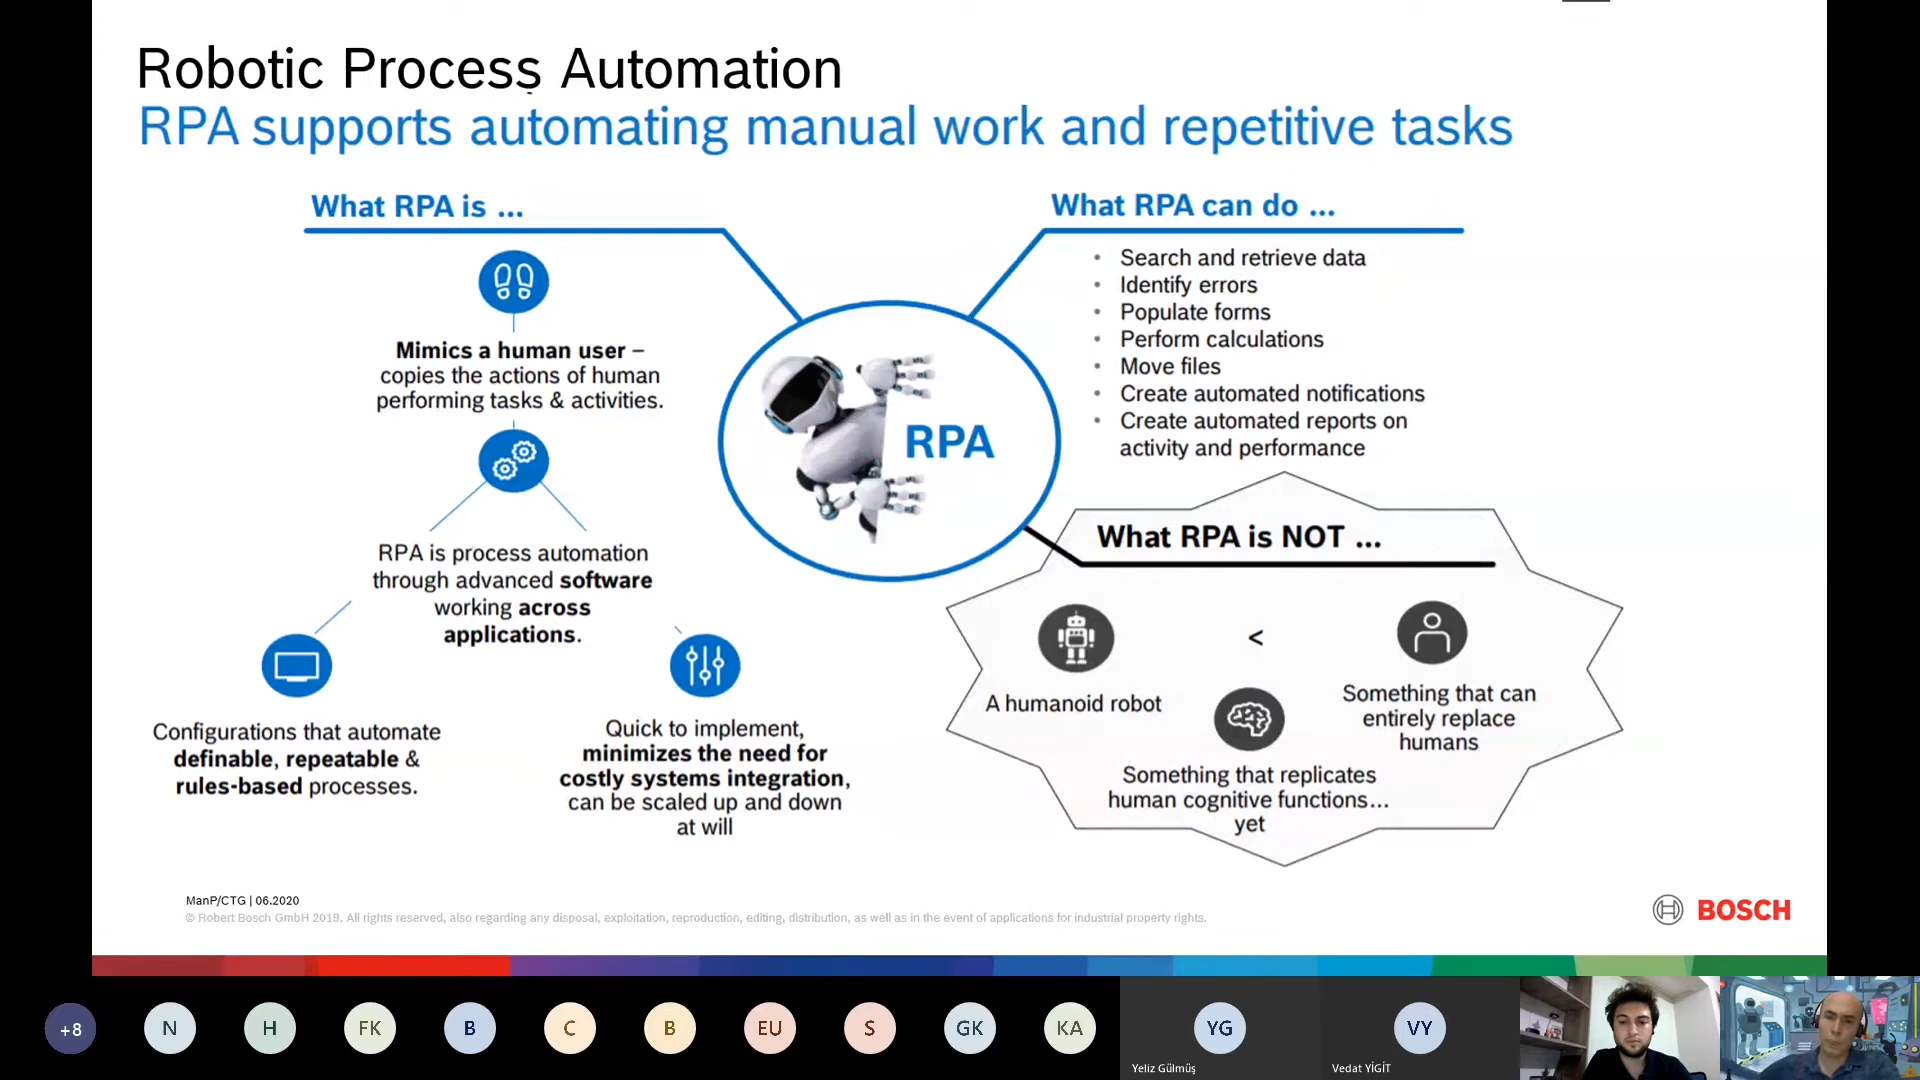 Robotic Process Automation
RPA supports automating manual work and repetitive tasks
What RPA is ...
Mimics a human user –
copies the actions of human
performing tasks & activities.
RPA is process automation
through advanced software
working across
applications.
Configurations that automate
definable, repeatable &
rules-based processes.
Quick to implement,
minimizes the need for
costly systems integration,
can be scaled up and down
at will
RPA
What RPA can do ...
• Search and retrieve data
• Identify errors
• Populate forms
• Perform calculations
• Move files
• Create automated notifications
• Create automated reports on
activity and performance
What RPA is NOT ...
A humanoid robot
<
Something that can
entirely replace
humans
Something that replicates
human cognitive functions...
yet
ManP/CTG | 06.2020
© Robert Bosch GmbH 2019. All rights reserved, also regarding any disposal, exploitation, reproduction, editing, distribution, as well as in the event of applications for industrial property rights.
BOSCH
+8
N
H
FK
B
C
B
EU
S
GK
KA
YG
Yeliz Gülmüş
VY
Vedat YİGİT